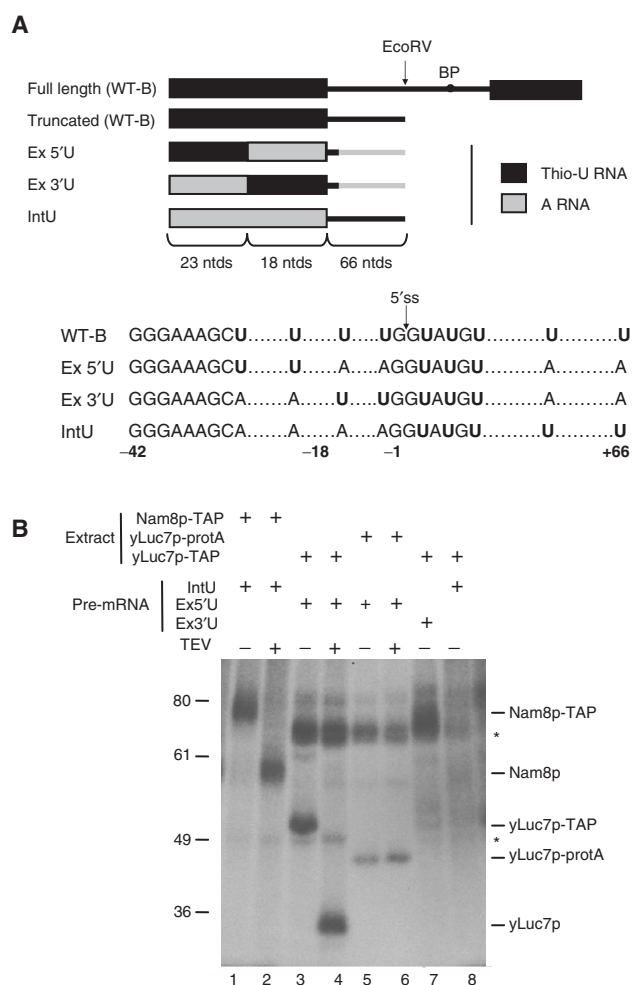 A
EcoRV
BP
Full length (WT-B)
Truncated (WT-B)
Ex 5′U
Ex 3′U
IntU
Thio-U RNA
A RNA
23 ntds 18 ntds 66 ntds
5′ss
WT-B GGGAAAGCU.......U......U......UGGUAUGU..........U..........U
Ex 5′U GGGAAAGCU.......U......A......AGGUAUGU..........A..........A
Ex 3′U GGGAAAGCA.......A......U......UGGUAUGU..........A..........A
IntU GGGAAAGCA.......A......A....AGGUAUGU..........U..........U
−42 −18 −1 +66
B
Extract
Nam8p-TAP + +
yLuc7p-protA + +
yLuc7p-TAP + + + +
Pre-mRNA
IntU + + +
Ex5′U + + + +
Ex3′U +
TEV − + − + − + − −
80
61
49
36
Nam8p-TAP
*
Nam8p
yLuc7p-TAP
*
yLuc7p-protA
yLuc7p
1 2 3 4 5 6 7 8